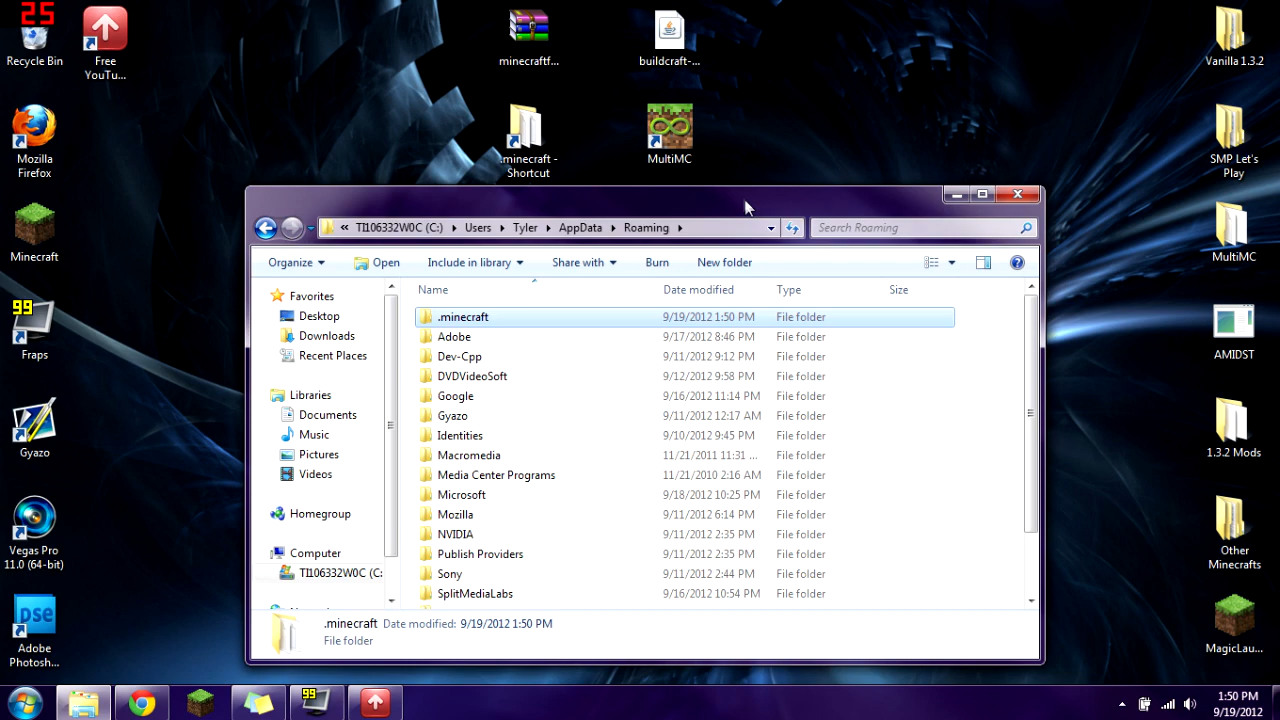 25
Recycle Bin
Free
YouTu...
minecraftf...
buildcraft-...
Vanilla 1.3.2
Mozilla
Firefox
.minecraft -
Shortcut
MultiMC
SMP Let's
Play
Minecraft
MultiMC
99
Fraps
AMIDST
Gyazo
1.3.2 Mods
Vegas Pro
11.0 (64-bit)
Other
Minecrafts
pse
Adobe
Photosh...
MagicLau...
« TI106332W0C (C:) Users Tyler AppData Roaming
Search Roaming
Organize Open Include in library Share with Burn New folder
Name Date modified Type Size
Favorites
Desktop
Downloads
Recent Places
Libraries
Documents
Music
Pictures
Videos
Homegroup
Computer
TI106332W0C (C:
.minecraft 9/19/2012 1:50 PM File folder
Adobe 9/17/2012 8:46 PM File folder
Dev-Cpp 9/11/2012 9:12 PM File folder
DVDVideoSoft 9/12/2012 9:58 PM File folder
Google 9/16/2012 11:14 PM File folder
Gyazo 9/11/2012 12:17 AM File folder
Identities 9/10/2012 9:45 PM File folder
Macromedia 11/21/2011 11:31 ... File folder
Media Center Programs 11/21/2010 2:16 AM File folder
Microsoft 9/18/2012 10:25 PM File folder
Mozilla 9/11/2012 6:14 PM File folder
NVIDIA 9/11/2012 2:35 PM File folder
Publish Providers 9/11/2012 2:35 PM File folder
Sony 9/11/2012 2:44 PM File folder
SplitMediaLabs 9/16/2012 10:54 PM File folder
.minecraft Date modified: 9/19/2012 1:50 PM
File folder
99
1:50 PM
9/19/2012